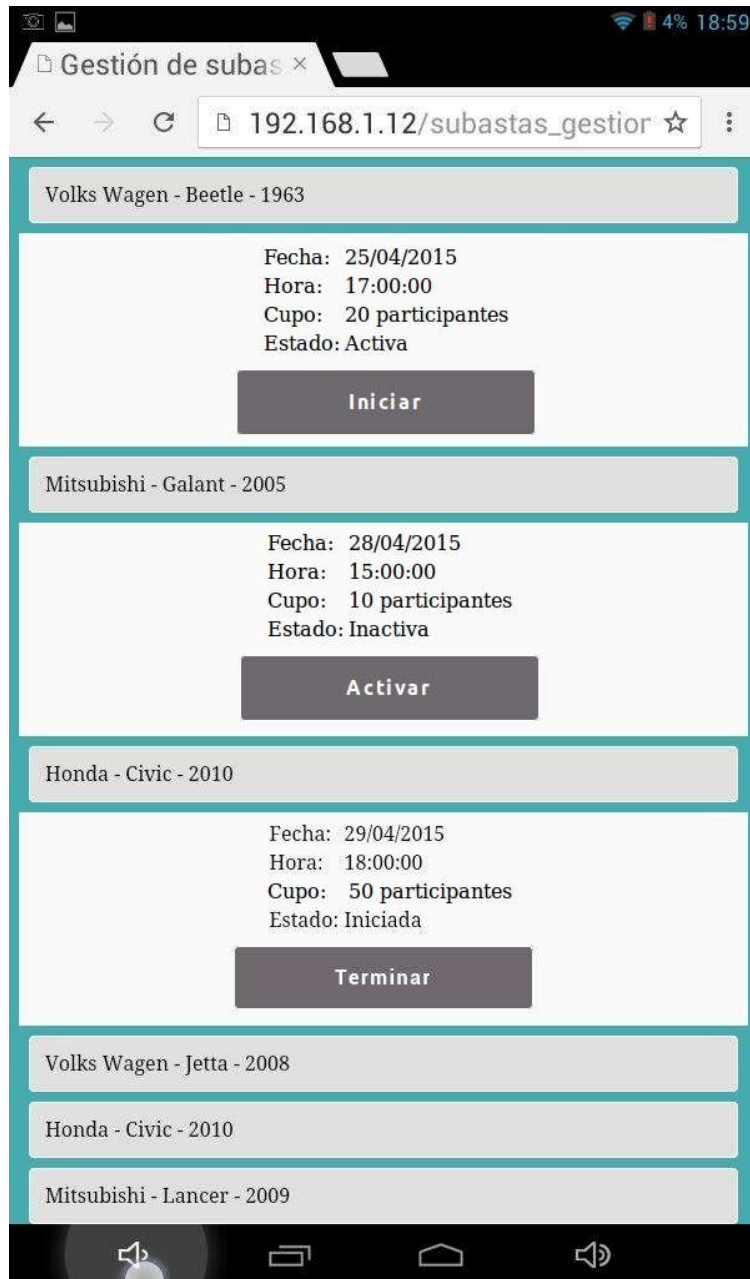 4% 18:59
Gestión de subas ×
192.168.1.12/subastas_gestior
Volks Wagen - Beetle - 1963
Fecha: 25/04/2015
Hora: 17:00:00
Cupo: 20 participantes
Estado: Activa
Iniciar
Mitsubishi - Galant - 2005
Fecha: 28/04/2015
Hora: 15:00:00
Cupo: 10 participantes
Estado: Inactiva
Activar
Honda - Civic - 2010
Fecha: 29/04/2015
Hora: 18:00:00
Cupo: 50 participantes
Estado: Iniciada
Terminar
Volks Wagen - Jetta - 2008
Honda - Civic - 2010
Mitsubishi - Lancer - 2009